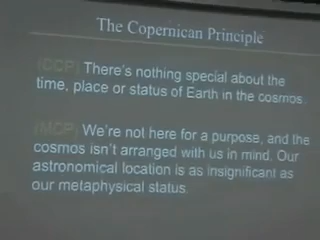 The Copernican Principle
(CCP) There's nothing special about the
time, place or status of Earth in the cosmos.
(MCP) We're not here for a purpose, and the
cosmos isn't arranged with us in mind. Our
astronomical location is as insignificant as
our metaphysical status.